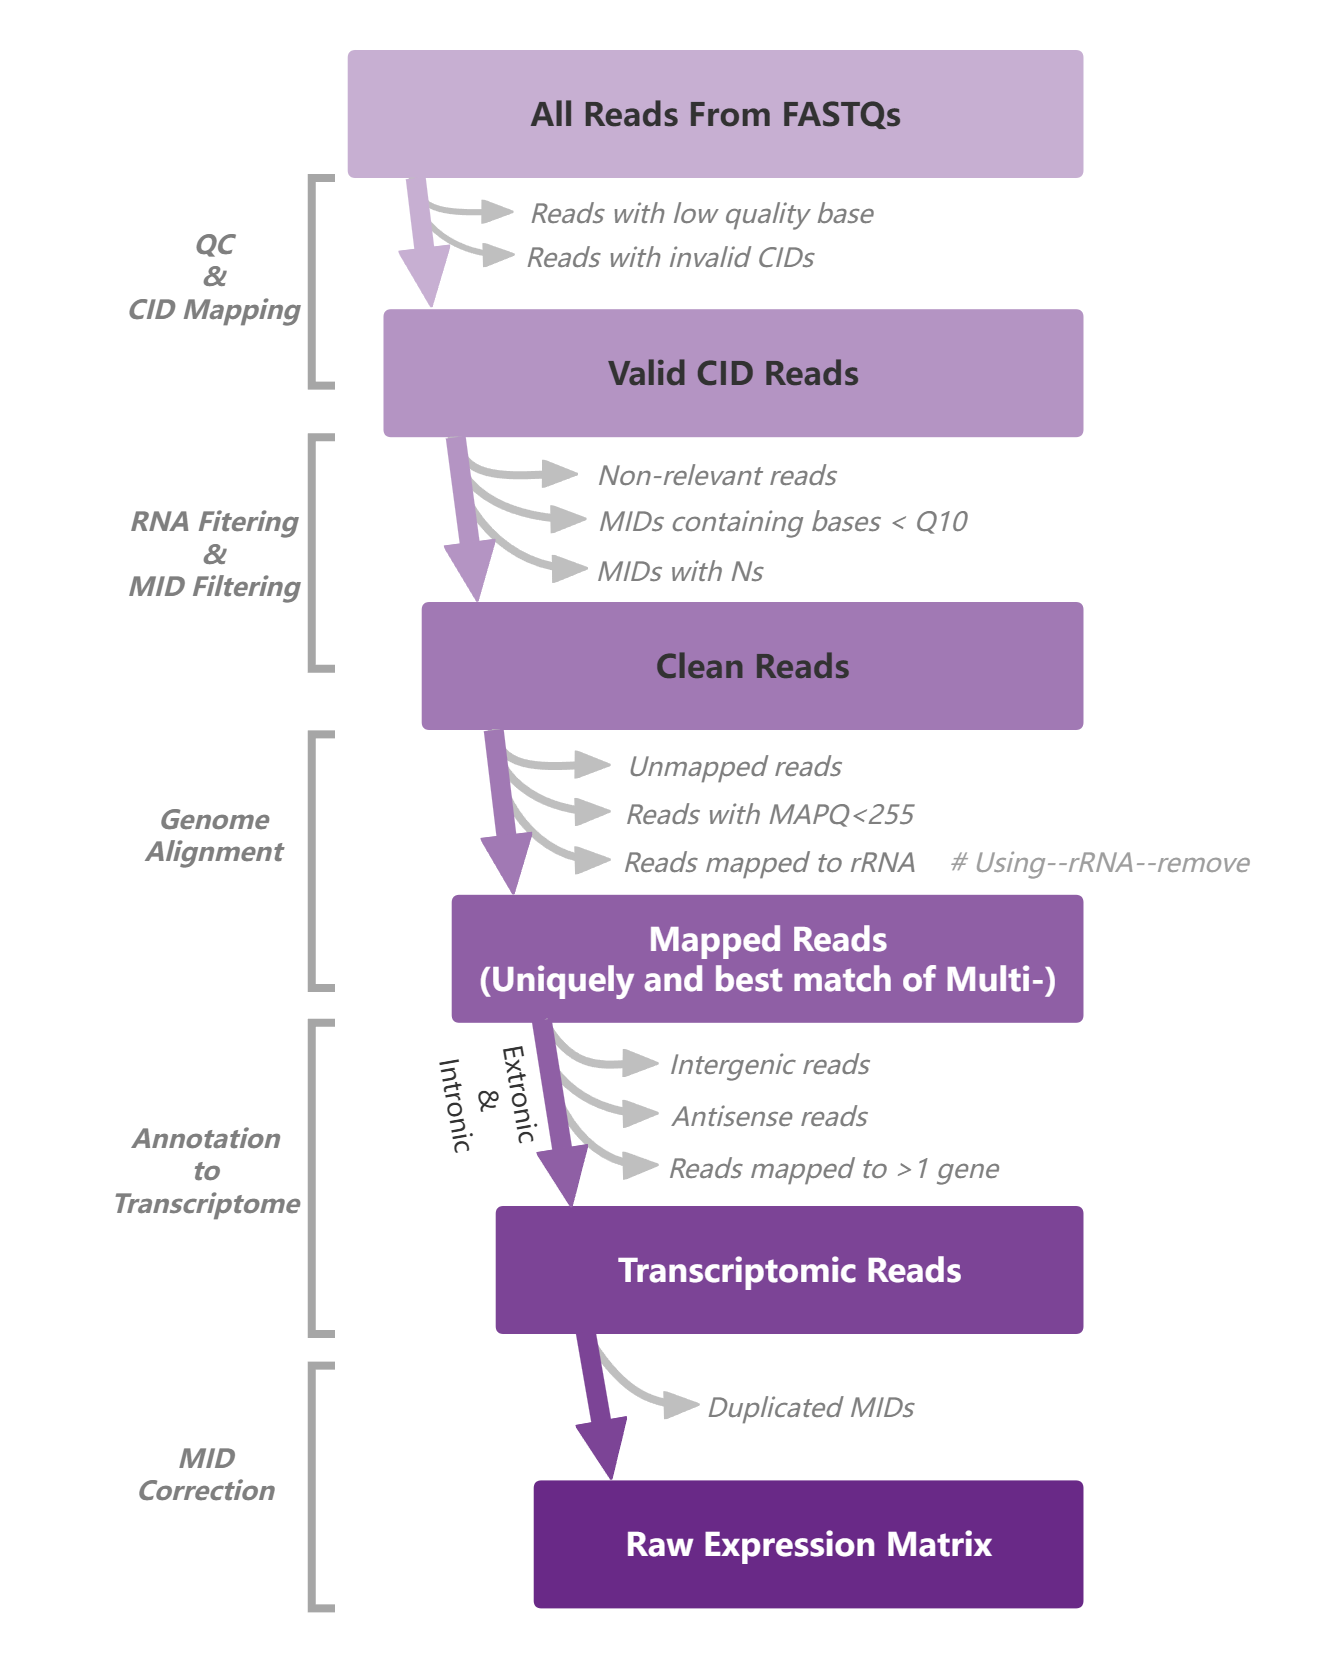 All Reads From FASTQs
Reads with low quality base
Reads with invalid CIDs
QC
&
CID Mapping
Valid CID Reads
Non-relevant reads
MIDs containing bases < Q10
MIDs with Ns
RNA Fitering
&
MID Filtering
Clean Reads
Unmapped reads
Reads with MAPQ<255
Reads mapped to rRNA # Using--rRNA--remove
Genome
Alignment
Mapped Reads
(Uniquely and best match of Multi-)
Extronic
&
Intronic
Intergenic reads
Antisense reads
Reads mapped to >1 gene
Annotation
to
Transcriptome
Transcriptomic Reads
Duplicated MIDs
MID
Correction
Raw Expression Matrix